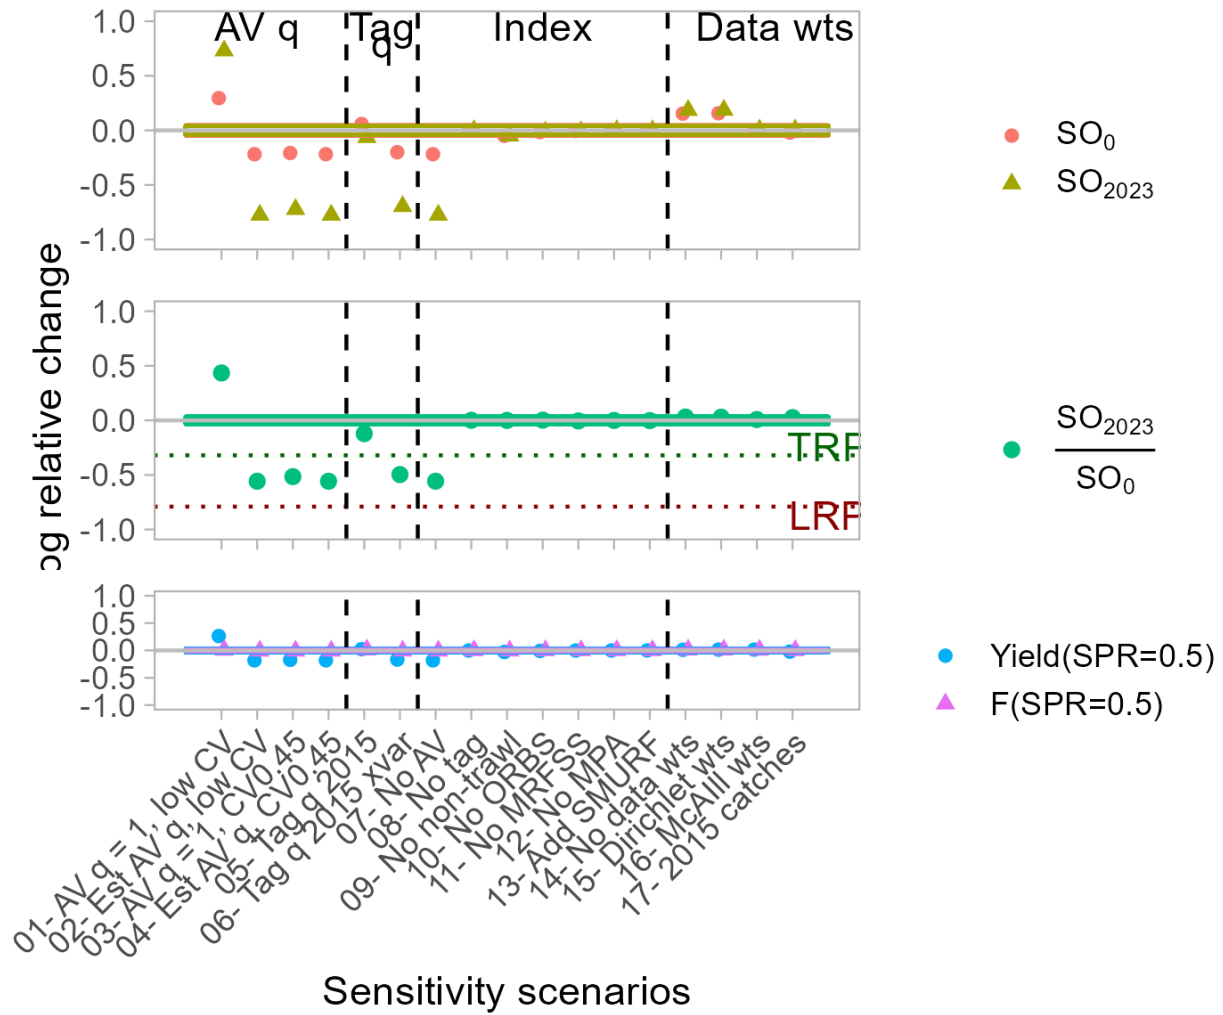 AV q
Tag
q
Index
Data wts
1.0
0.5
0.0
-0.5
-1.0
SO0
SO2023
og relative change
1.0
0.5
0.0
-0.5
-1.0
TRP
LRP
SO2023
SO0
1.0
0.5
0.0
-0.5
-1.0
Yield(SPR=0.5)
F(SPR=0.5)
01- AV q = 1, low CV
02- Est AV q, low CV
03- AV q = 1, CV0.45
04- Est AV q, CV0.45
05- Tag q 2015
06- Tag q 2015 xvar
07- No AV
08- No tag
09- No non-trawl
10- No ORBS
11- No MRFSS
12- No MPA
13- Add SMURF
14- No data wts
15- Dirichlet wts
16- McAlll wts
17- 2015 catches
Sensitivity scenarios